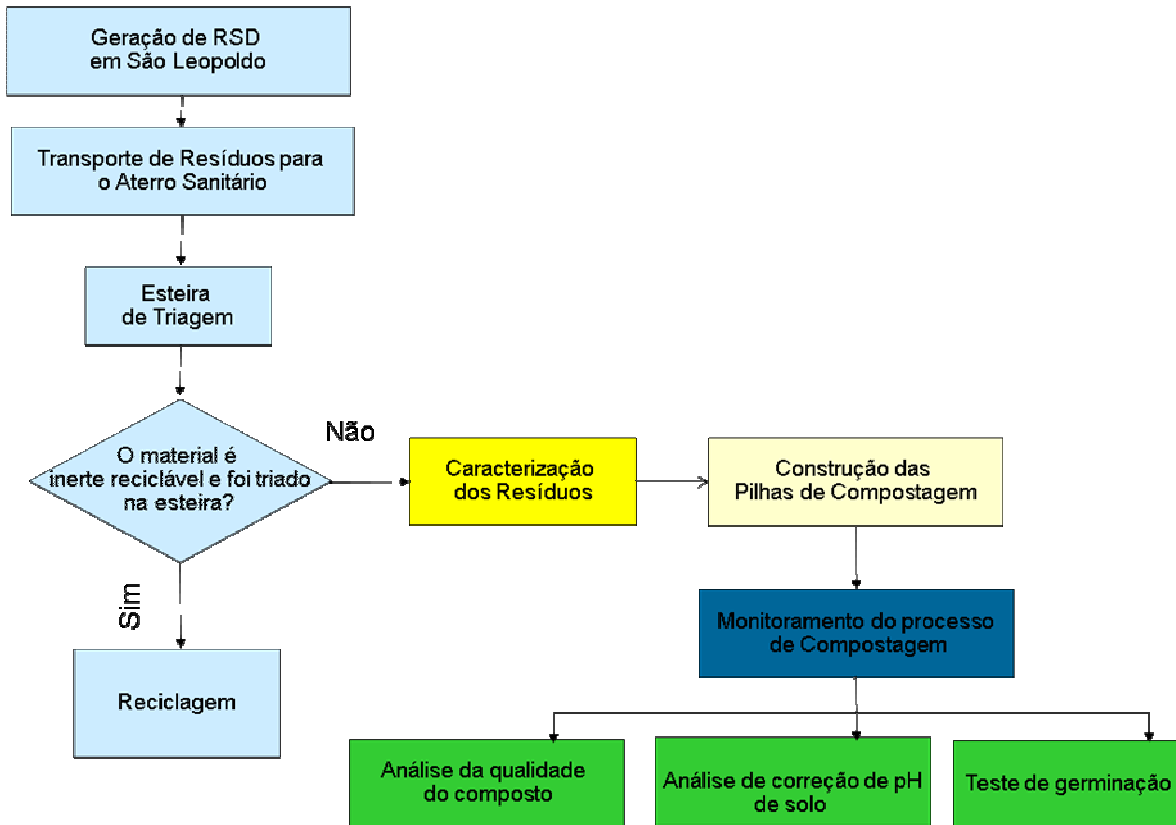 Geração de RSD
em São Leopoldo
Transporte de Resíduos para
o Aterro Sanitário
Esteira
de Triagem
O material é
inerte reciclável e foi triado
na esteira?
Não
Caracterização
dos Resíduos
Construção das
Pilhas de Compostagem
Sim
Reciclagem
Monitoramento do processo
de Compostagem
Análise da qualidade
do composto
Análise de correção de pH
de solo
Teste de germinação